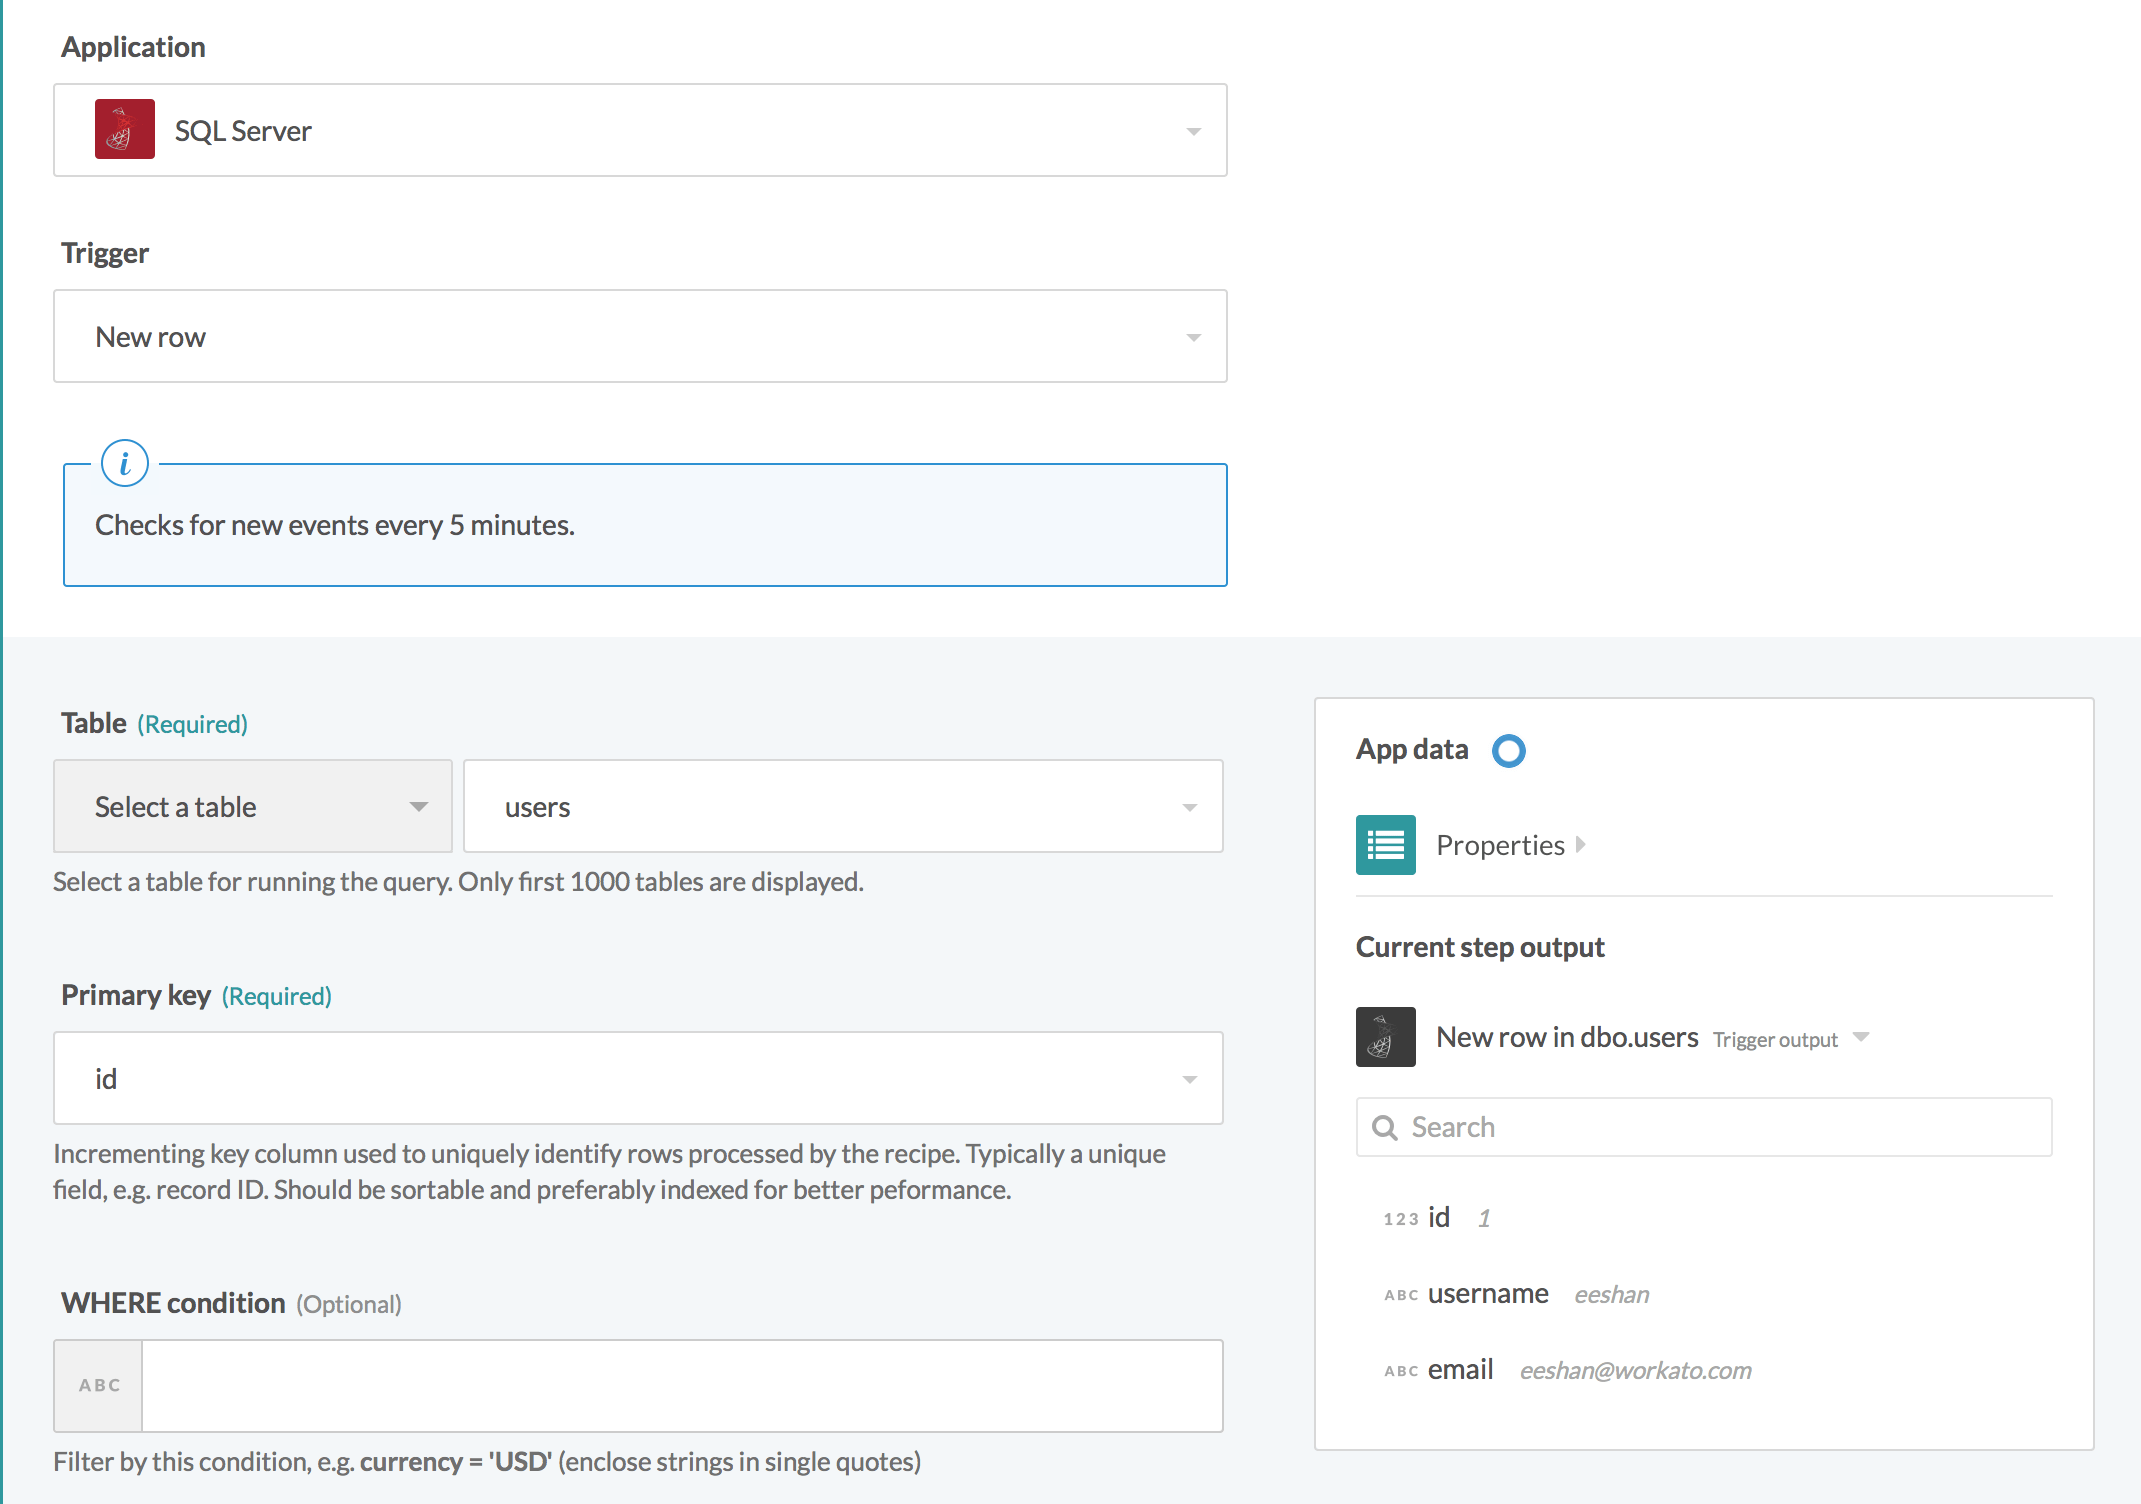 Application
SQL Server
Trigger
New row
i
Checks for new events every 5 minutes.
Table (Required)
Select a table
users
Select a table for running the query. Only first 1000 tables are displayed.
Primary key (Required)
id
Incrementing key column used to uniquely identify rows processed by the recipe. Typically a unique
field, e.g. record ID. Should be sortable and preferably indexed for better peformance.
WHERE condition (Optional)
ABC
Filter by this condition, e.g. currency = 'USD' (enclose strings in single quotes)
App data
Properties
Current step output
New row in dbo.users Trigger output
Search
123 id 1
ABC username eeshan
ABC email eeshan@workato.com